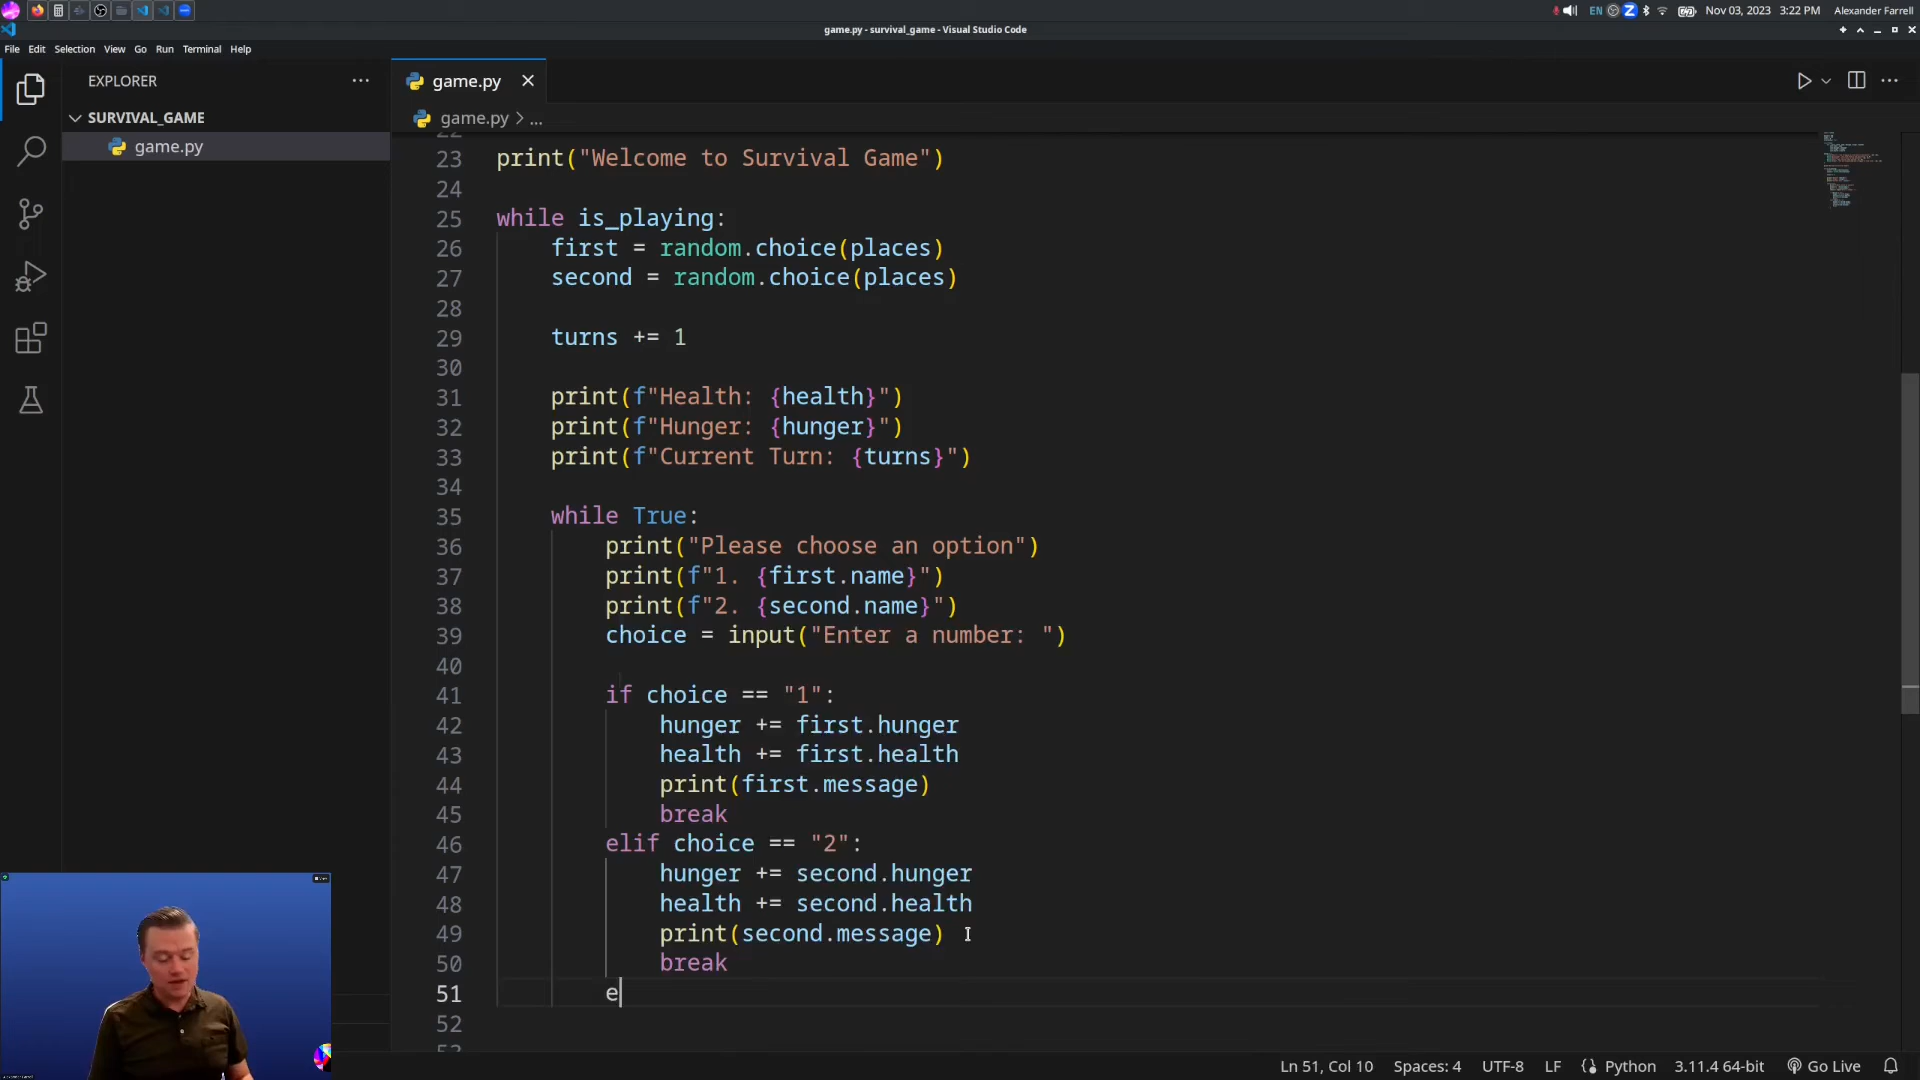 EN
Nov 03, 2023 3:22 PM
Alexander Farrell
game.py - survival_game - Visual Studio Code
File Edit Selection View Go Run Terminal Help
EXPLORER
SURVIVAL_GAME
game.py
game.py
game.py > ...
22
23 print("Welcome to Survival Game")
24
25 while is_playing:
26 first = random.choice(places)
27 second = random.choice(places)
28
29 turns += 1
30
31 print(f"Health: {health}")
32 print(f"Hunger: {hunger}")
33 print(f"Current Turn: {turns}")
34
35 while True:
36 print("Please choose an option")
37 print(f"1. {first.name}")
38 print(f"2. {second.name}")
39 choice = input("Enter a number: ")
40
41 if choice == "1":
42 hunger += first.hunger
43 health += first.health
44 print(first.message)
45 break
46 elif choice == "2":
47 hunger += second.hunger
48 health += second.health
49 print(second.message)
50 break
51 e
52
53
Ln 51, Col 10 Spaces: 4 UTF-8 LF Python 3.11.4 64-bit Go Live